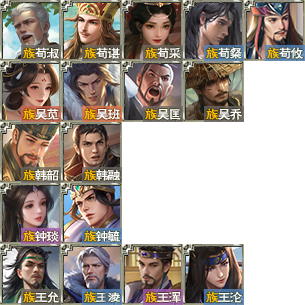 族荀淑 族荀谌 族荀采 族荀粲 族荀攸
族吴苋 族吴班 族吴匡 族吴乔
族韩韶 族韩融
族钟琰 族钟毓
族王允 族王凌 族王浑 族王沦